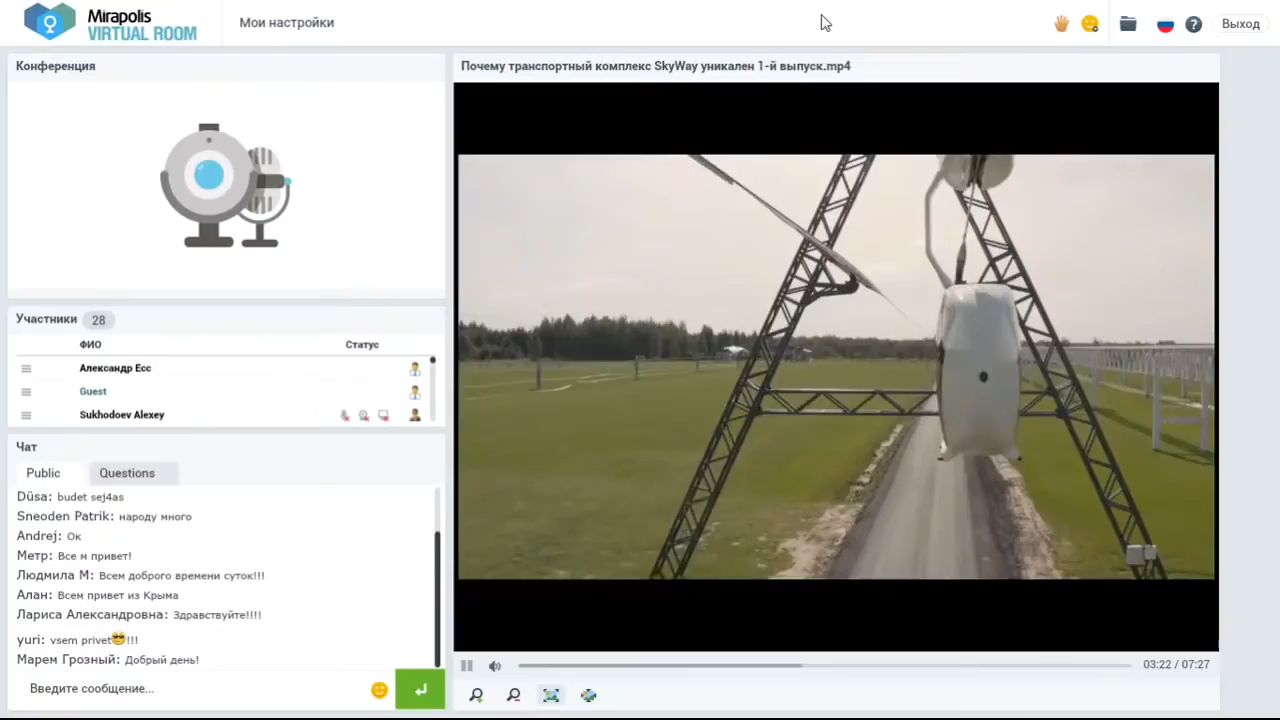 Mirapolis
VIRTUAL ROOM
Мои настройки
Выход
Конференция
Почему транспортный комплекс SkyWay уникален 1-й выпуск.mp4
Участники 28
ФИО Статус
Александр Есс
Guest
Sukhodoev Alexey
Чат
Public Questions
Düsa: budet sej4as
Sneoden Patrik: народу много
Andrej: Ок
Метр: Все м привет!
Людмила М: Всем доброго времени суток!!!
Алан: Всем привет из Крыма
Лариса Александровна: Здравствуйте!!!!
yuri: vsem privet😎!!!
Марем Грозный: Добрый день!
Введите сообщение...
03:22 / 07:27